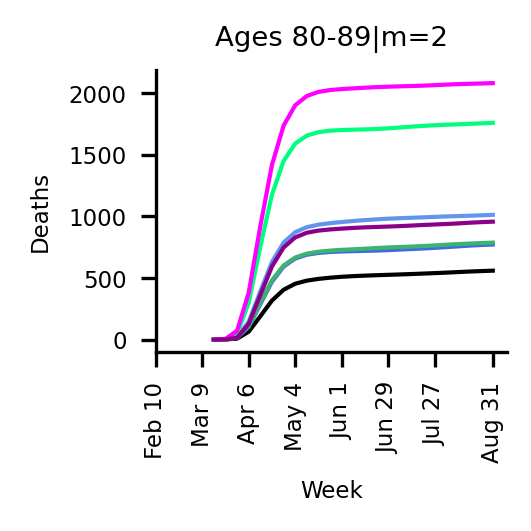 Ages 80-89|m=2
Deaths
2000
1500
1000
500
0
Feb 10
Mar 9
Apr 6
May 4
Jun 1
Jun 29
Jul 27
Aug 31
Week